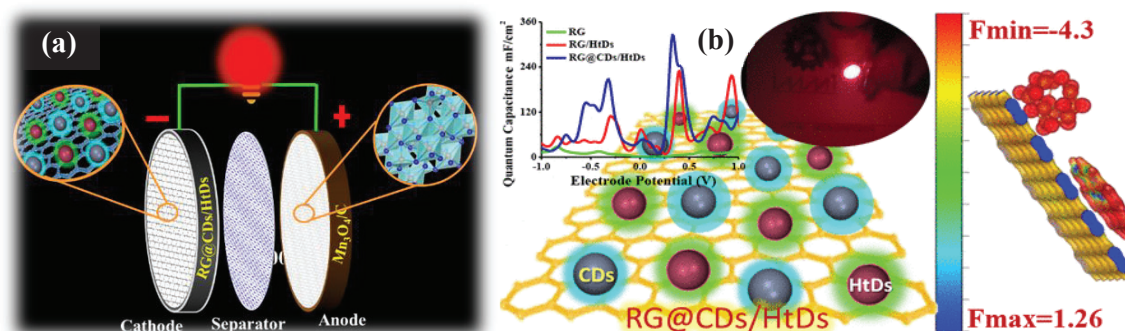 (a)
−
+
RG@CDs/HtDs
Mn₃O₄/C
Cathode
Separator
Anode
(b)
Quantum Capacitance mF/cm²
360
300
240
180
120
60
0
RG
RG/HtDs
RG@CDs/HtDs
-1.0
-0.5
0.0
0.5
1.0
Electrode Potential (V)
CDs
HtDs
RG@CDs/HtDs
Fmin=-4.3
Fmax=1.26